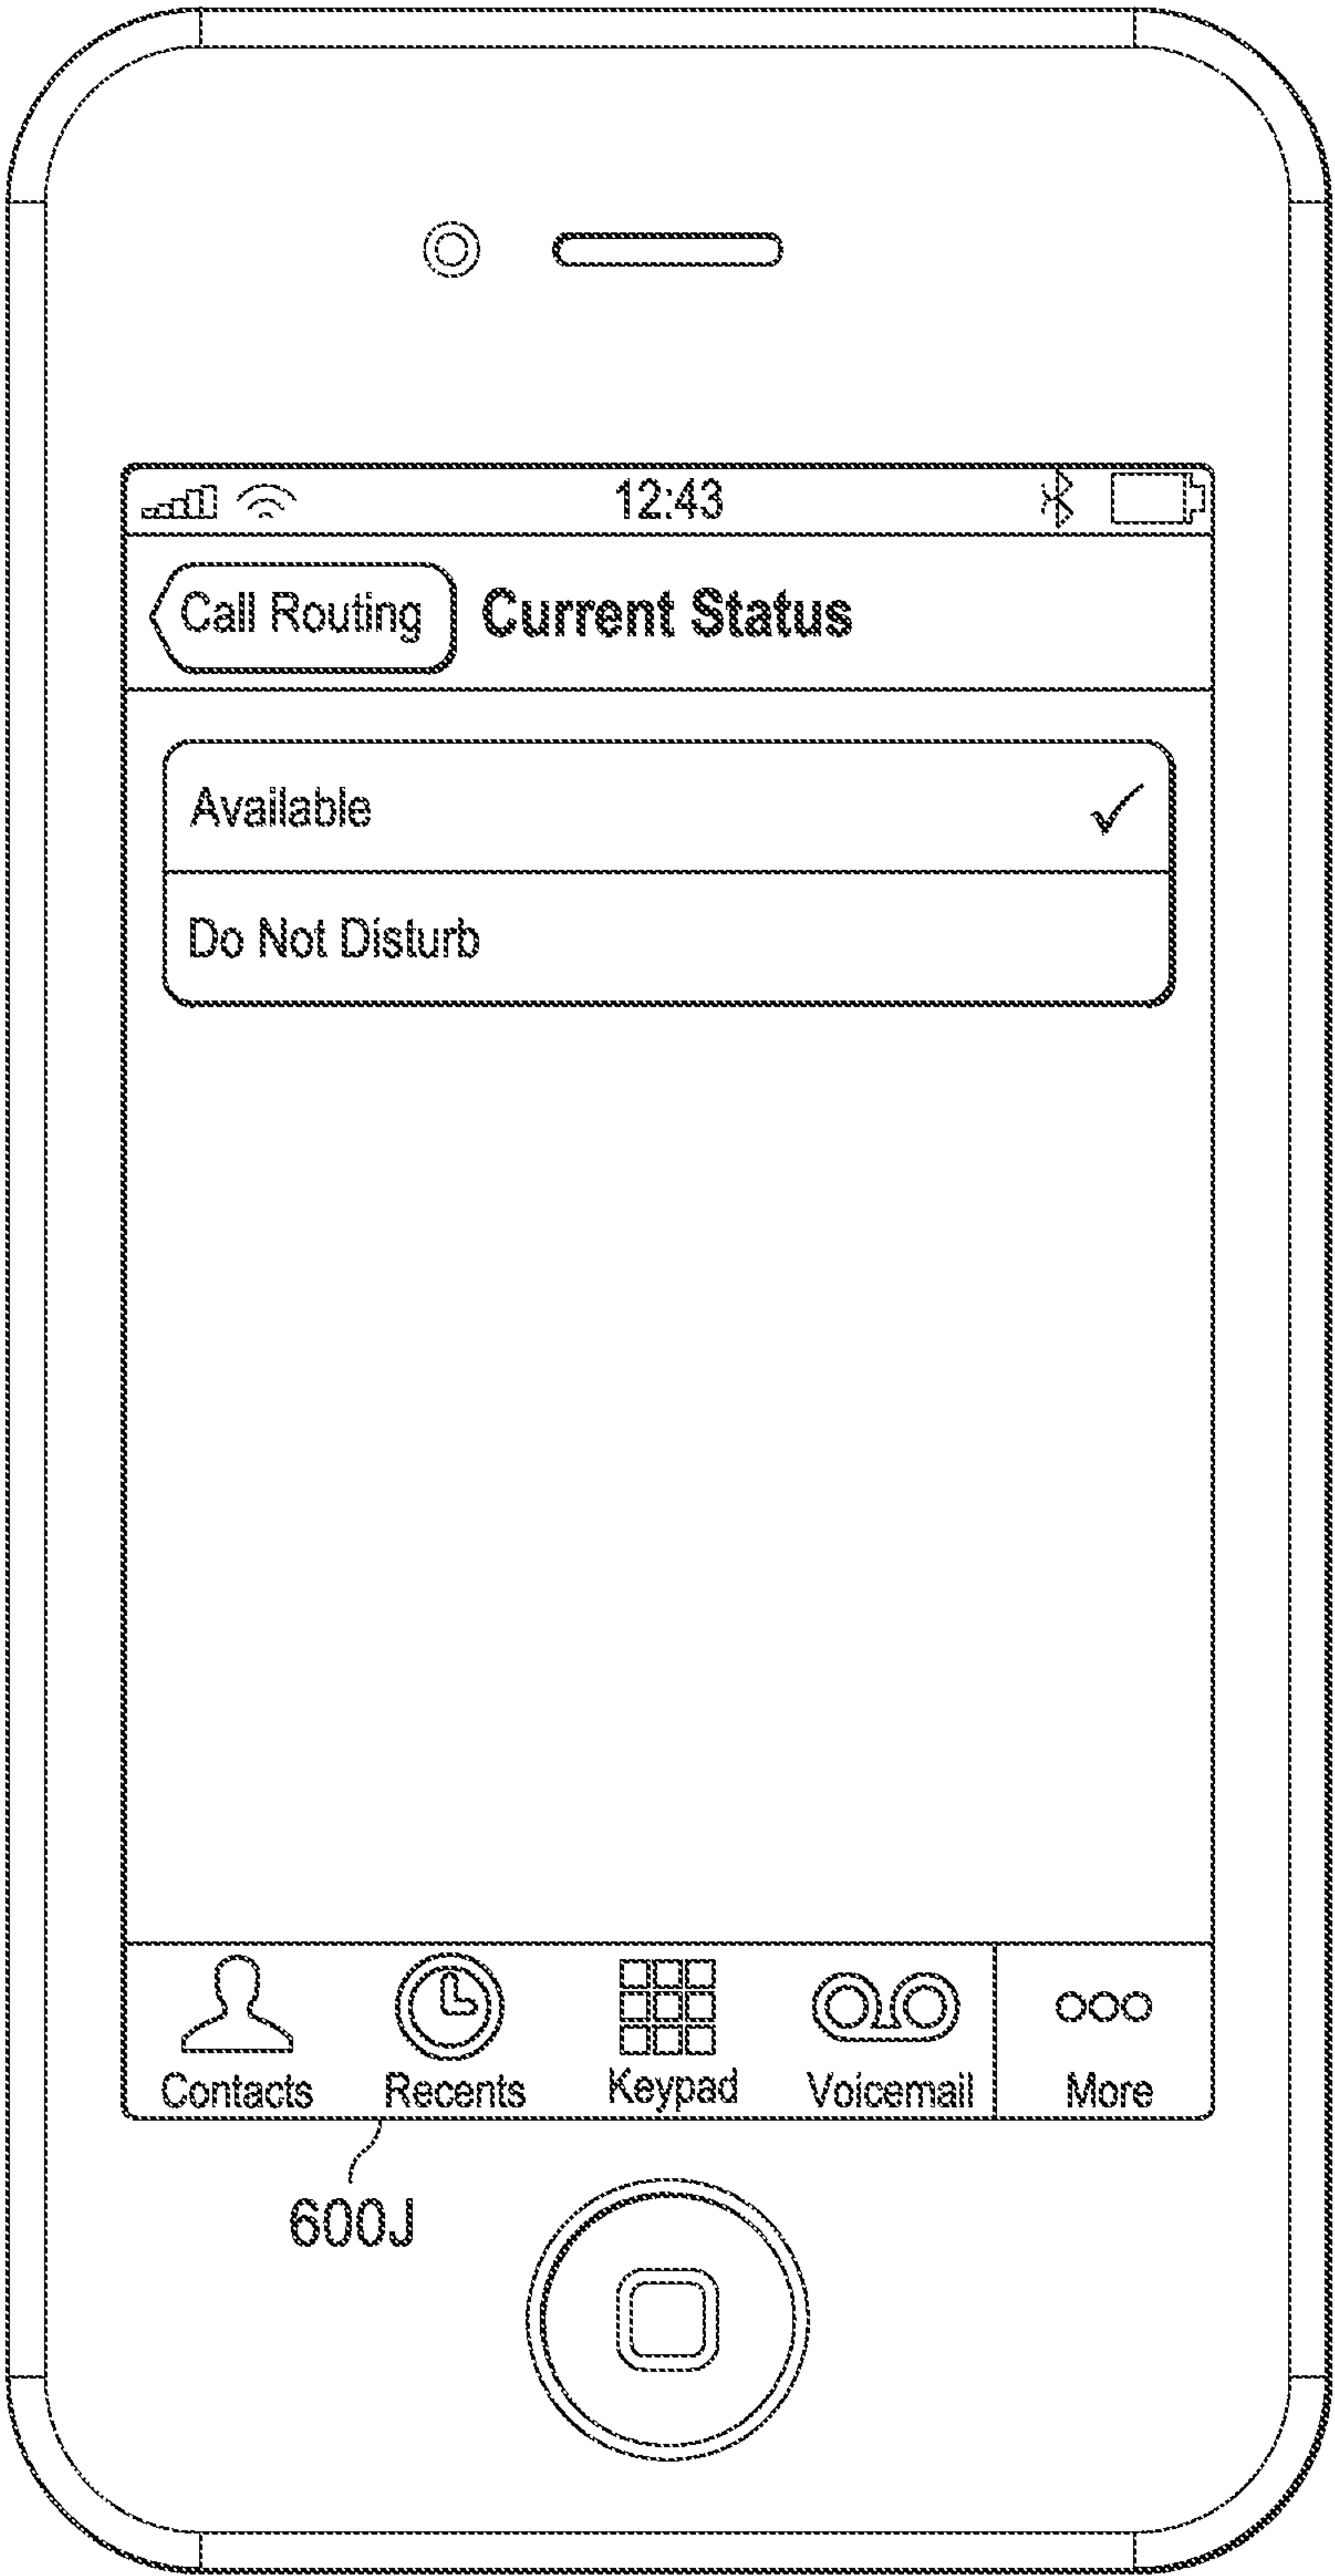 12:43
Call Routing Current Status
Available
Do Not Disturb
Contacts Recents Keypad Voicemail More
600J